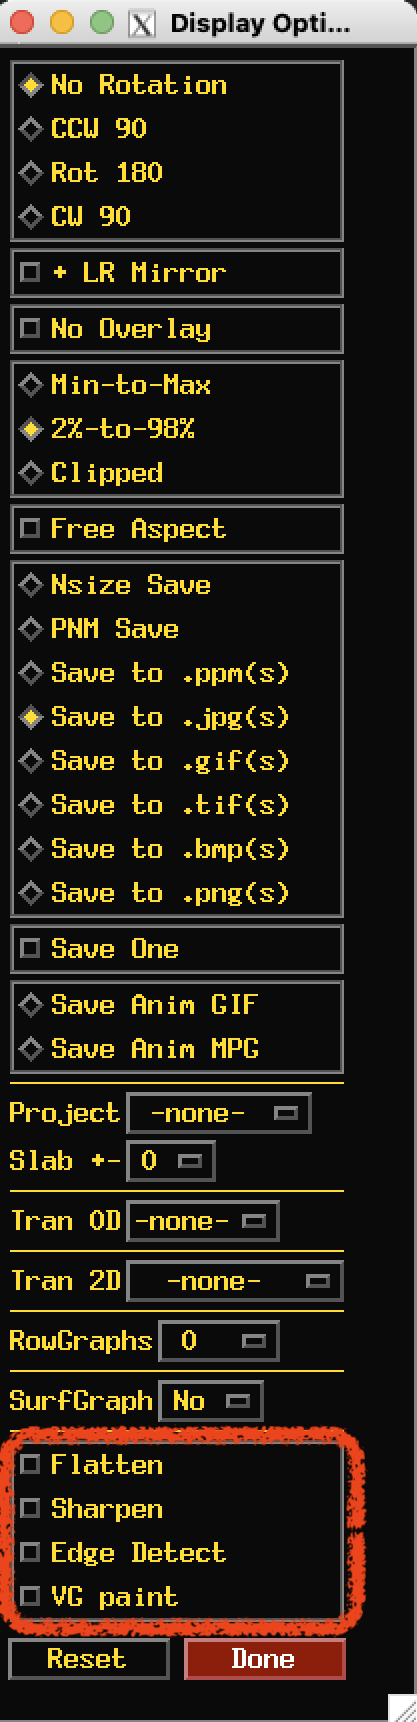 X Display Opti...
No Rotation
CCW 90
Rot 180
CW 90
+ LR Mirror
No Overlay
Min-to-Max
2%-to-98%
Clipped
Free Aspect
Nsize Save
PNM Save
Save to .ppm(s)
Save to .jpg(s)
Save to .gif(s)
Save to .tif(s)
Save to .bmp(s)
Save to .png(s)
Save One
Save Anim GIF
Save Anim MPG
Project -none-
Slab +- 0
Tran 0D -none-
Tran 2D -none-
RowGraphs 0
SurfGraph No
Flatten
Sharpen
Edge Detect
VG paint
Reset Done